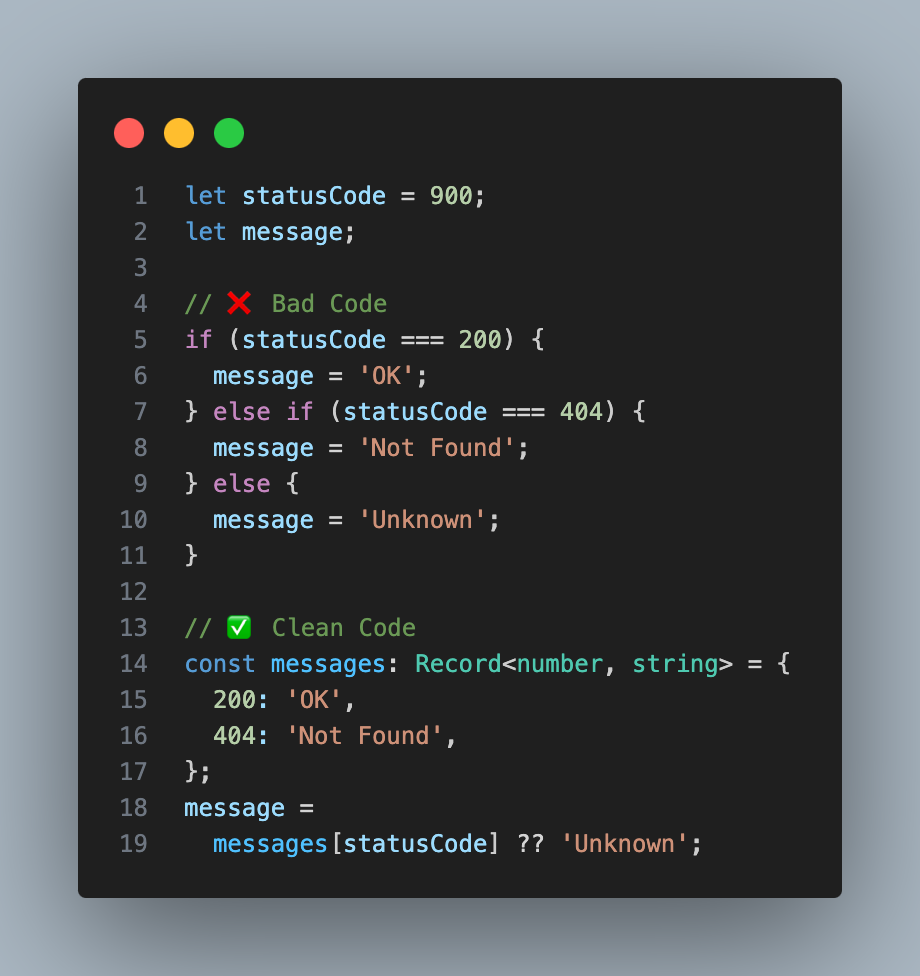 1 let statusCode = 900;
2 let message;
3
4 // ❌ Bad Code
5 if (statusCode === 200) {
6   message = 'OK';
7 } else if (statusCode === 404) {
8   message = 'Not Found';
9 } else {
10   message = 'Unknown';
11 }
12
13 // ✅ Clean Code
14 const messages: Record<number, string> = {
15   200: 'OK',
16   404: 'Not Found',
17 };
18 message =
19   messages[statusCode] ?? 'Unknown';